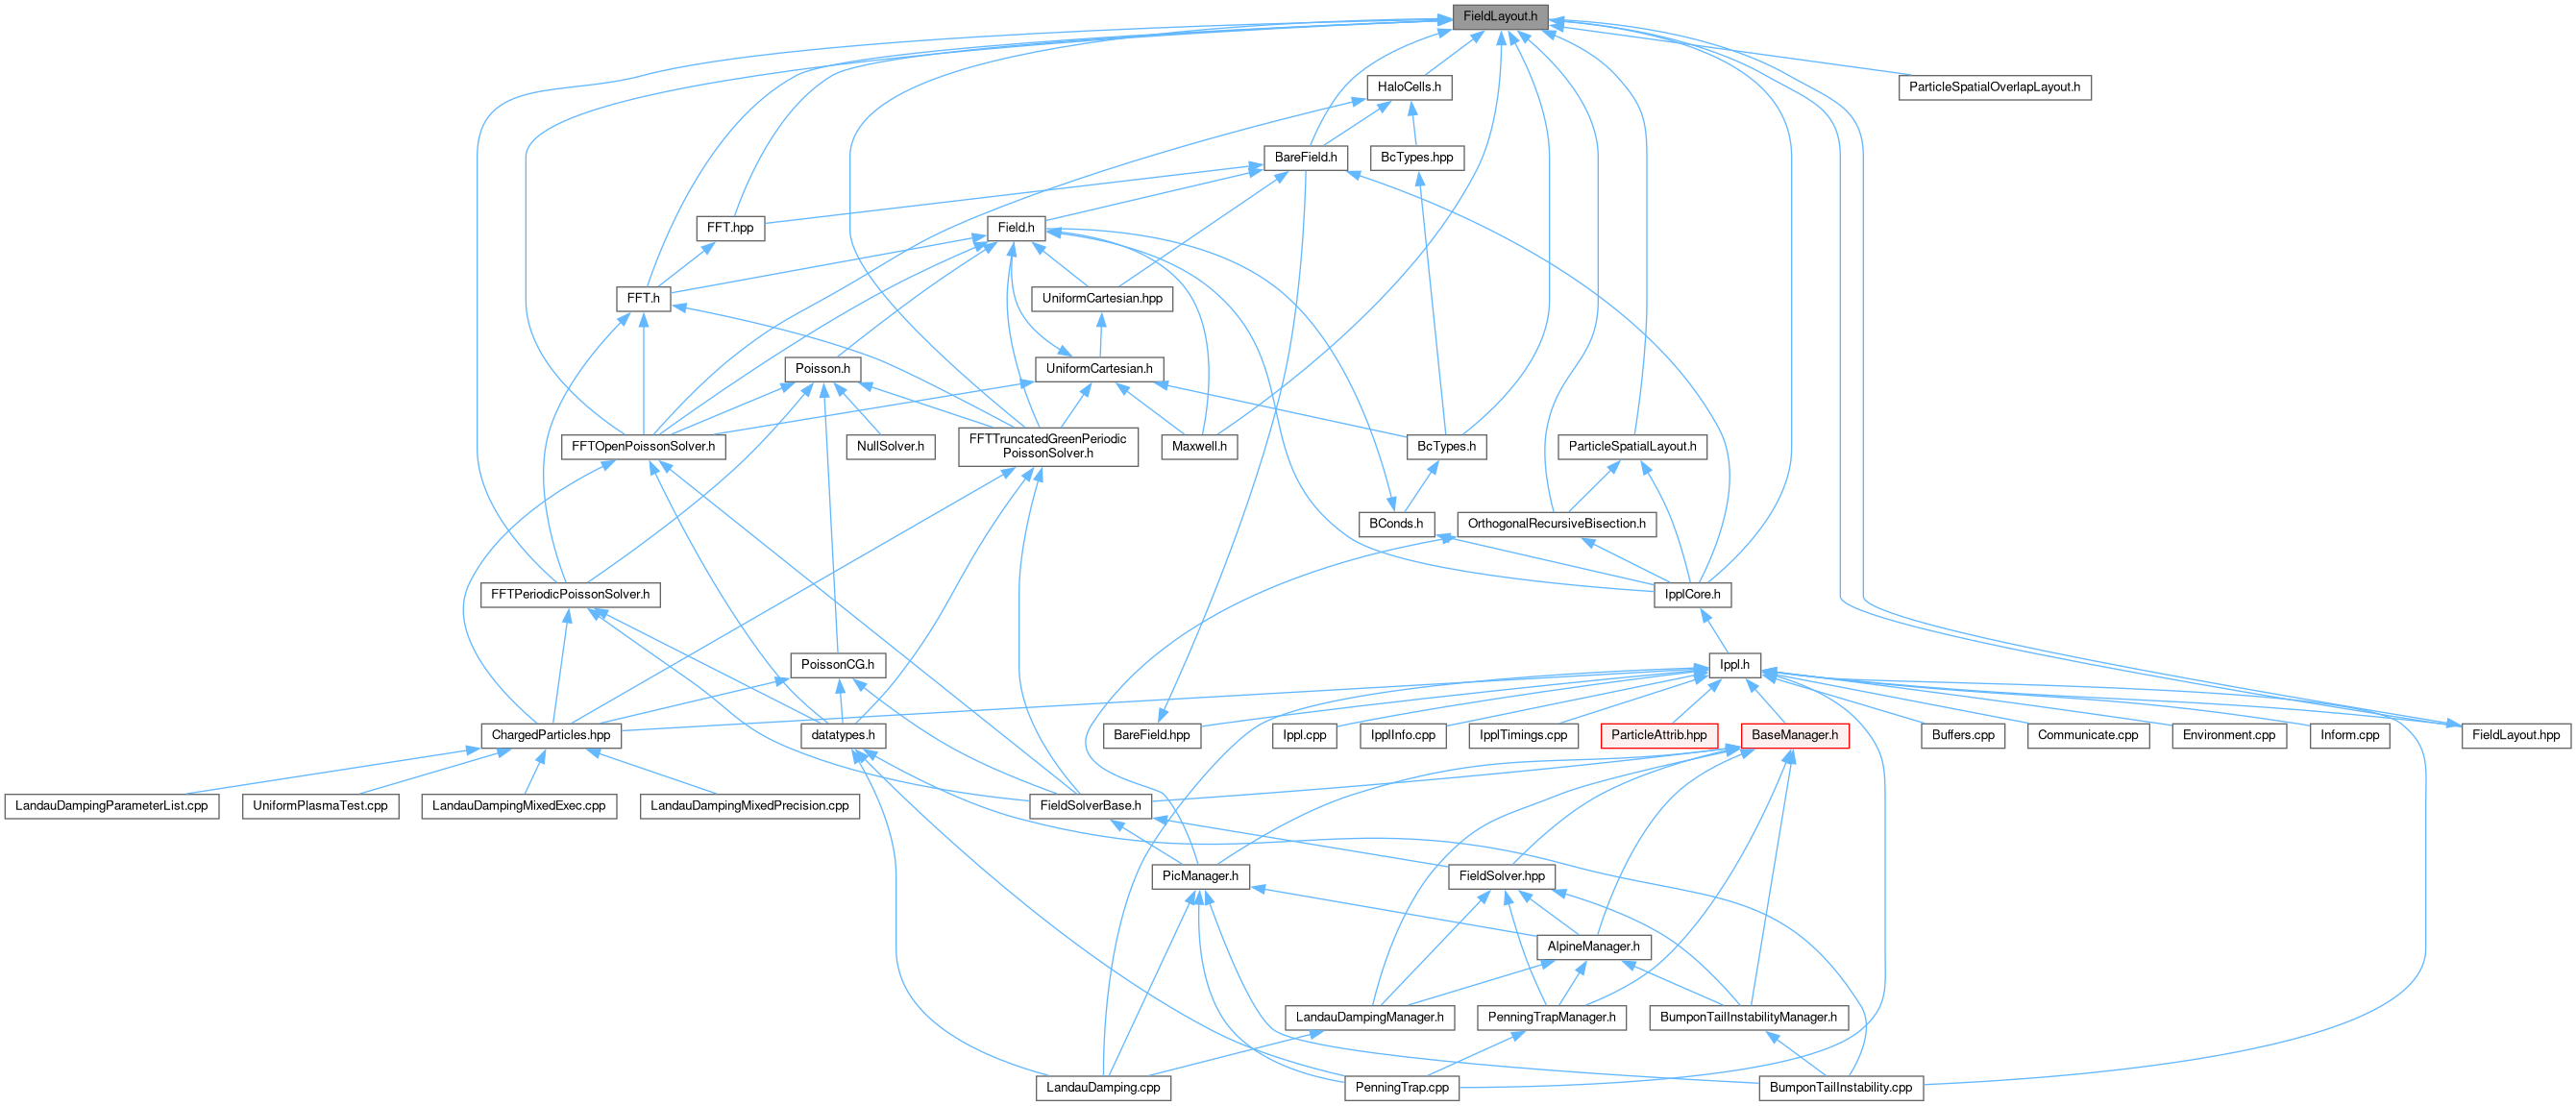 FieldLayout.h
HaloCells.h
ParticleSpatialOverlapLayout.h
BareField.h
BcTypes.hpp
FFT.hpp
Field.h
FFT.h
UniformCartesian.hpp
Poisson.h
UniformCartesian.h
FFTOpenPoissonSolver.h
NullSolver.h
FFTTruncatedGreenPeriodic
PoissonSolver.h
Maxwell.h
BcTypes.h
ParticleSpatialLayout.h
BConds.h
OrthogonalRecursiveBisection.h
FFTPeriodicPoissonSolver.h
IpplCore.h
PoissonCG.h
Ippl.h
ChargedParticles.hpp
datatypes.h
BareField.hpp
Ippl.cpp
IpplInfo.cpp
IpplTimings.cpp
ParticleAttrib.hpp
BaseManager.h
Buffers.cpp
Communicate.cpp
Environment.cpp
Inform.cpp
FieldLayout.hpp
LandauDampingParameterList.cpp
UniformPlasmaTest.cpp
LandauDampingMixedExec.cpp
LandauDampingMixedPrecision.cpp
FieldSolverBase.h
PicManager.h
FieldSolver.hpp
AlpineManager.h
LandauDampingManager.h
PenningTrapManager.h
BumponTailInstabilityManager.h
LandauDamping.cpp
PenningTrap.cpp
BumponTailInstability.cpp